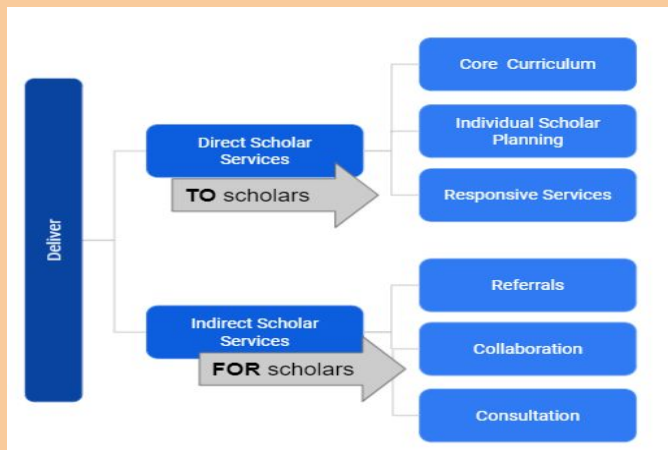 Deliver
Direct Scholar
Services
TO scholars
Core Curriculum
Individual Scholar
Planning
Responsive Services
Indirect Scholar
Services
FOR scholars
Referrals
Collaboration
Consultation